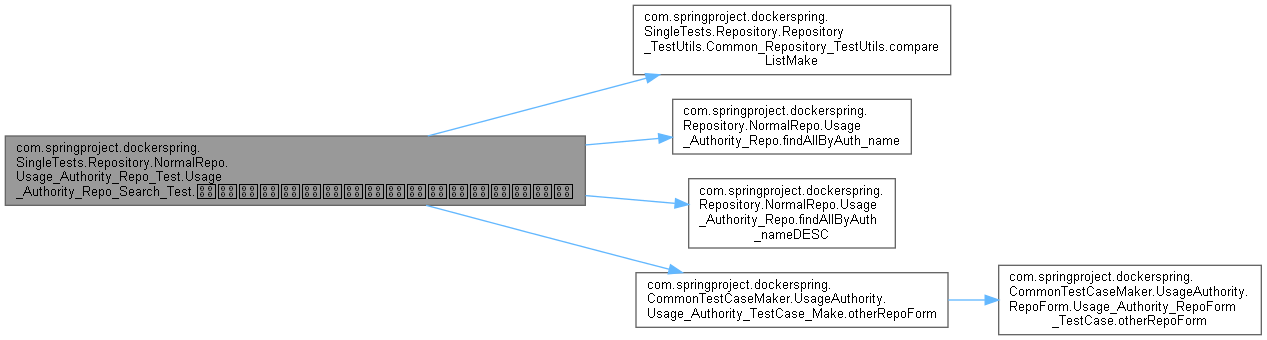 com.springproject.dockerspring.
SingleTests.Repository.NormalRepo.
Usage_Authority_Repo_Test.Usage
_Authority_Repo_Search_Test.
com.springproject.dockerspring.
SingleTests.Repository.Repository
_TestUtils.Common_Repository_TestUtils.compare
ListMake
com.springproject.dockerspring.
Repository.NormalRepo.Usage
_Authority_Repo.findAllByAuth_name
com.springproject.dockerspring.
Repository.NormalRepo.Usage
_Authority_Repo.findAllByAuth
_nameDESC
com.springproject.dockerspring.
CommonTestCaseMaker.UsageAuthority.
Usage_Authority_TestCase_Make.otherRepoForm
com.springproject.dockerspring.
CommonTestCaseMaker.UsageAuthority.
RepoForm.Usage_Authority_RepoForm
_TestCase.otherRepoForm